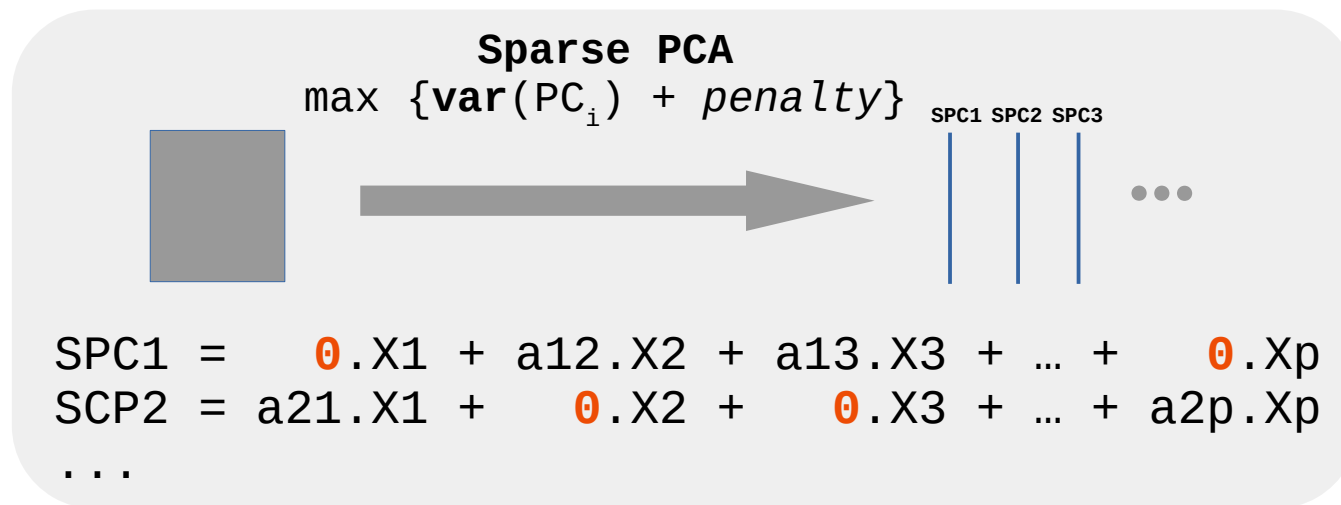 Sparse PCA
max {var(PCi) + penalty}
SPC1 SPC2 SPC3
SPC1 = 0.X1 + a12.X2 + a13.X3 + … + 0.Xp
SCP2 = a21.X1 + 0.X2 + 0.X3 + … + a2p.Xp
...